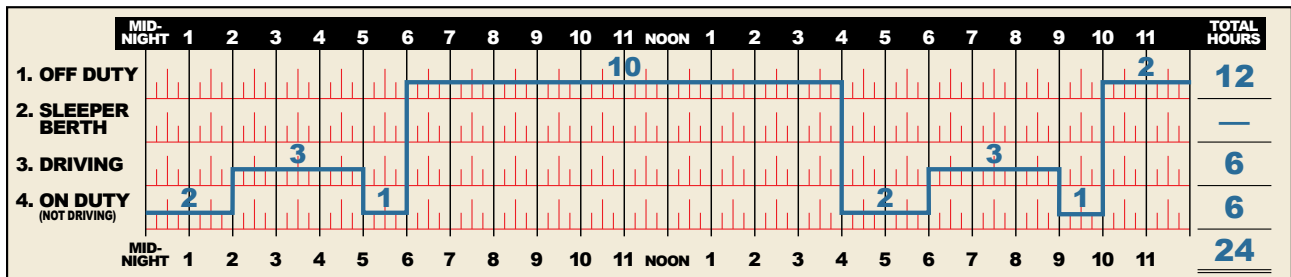 MID-NIGHT 1 2 3 4 5 6 7 8 9 10 11 NOON 1 2 3 4 5 6 7 8 9 10 11 TOTAL HOURS
1. OFF DUTY 10 2 12
2. SLEEPER BERTH —
3. DRIVING 3 3 6
4. ON DUTY (NOT DRIVING) 2 1 2 1 6
MID-NIGHT 1 2 3 4 5 6 7 8 9 10 11 NOON 1 2 3 4 5 6 7 8 9 10 11 24